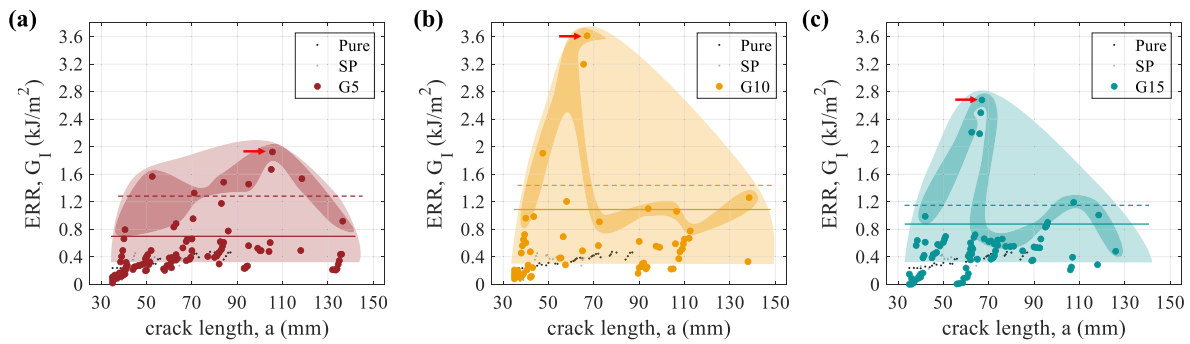 (a)
ERR, G_I (kJ/m²)
3.6
3.2
2.8
2.4
2
1.6
1.2
0.8
0.4
0
30 50 70 90 110 130 150
crack length, a (mm)
Pure
SP
G5
(b)
3.6
3.2
2.8
2.4
2
1.6
1.2
0.8
0.4
0
ERR, G_I (kJ/m²)
30 50 70 90 110 130 150
crack length, a (mm)
Pure
SP
G10
(c)
3.6
3.2
2.8
2.4
2
1.6
1.2
0.8
0.4
0
ERR, G_I (kJ/m²)
30 50 70 90 110 130 150
crack length, a (mm)
Pure
SP
G15